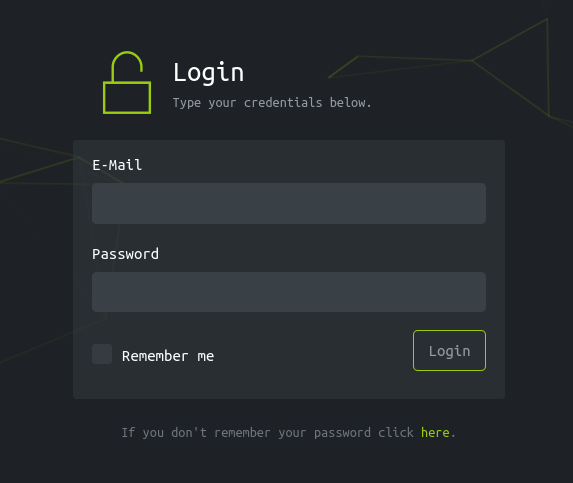 Login
Type your credentials below.
E-Mail
Password
Remember me
Login
If you don't remember your password click here.